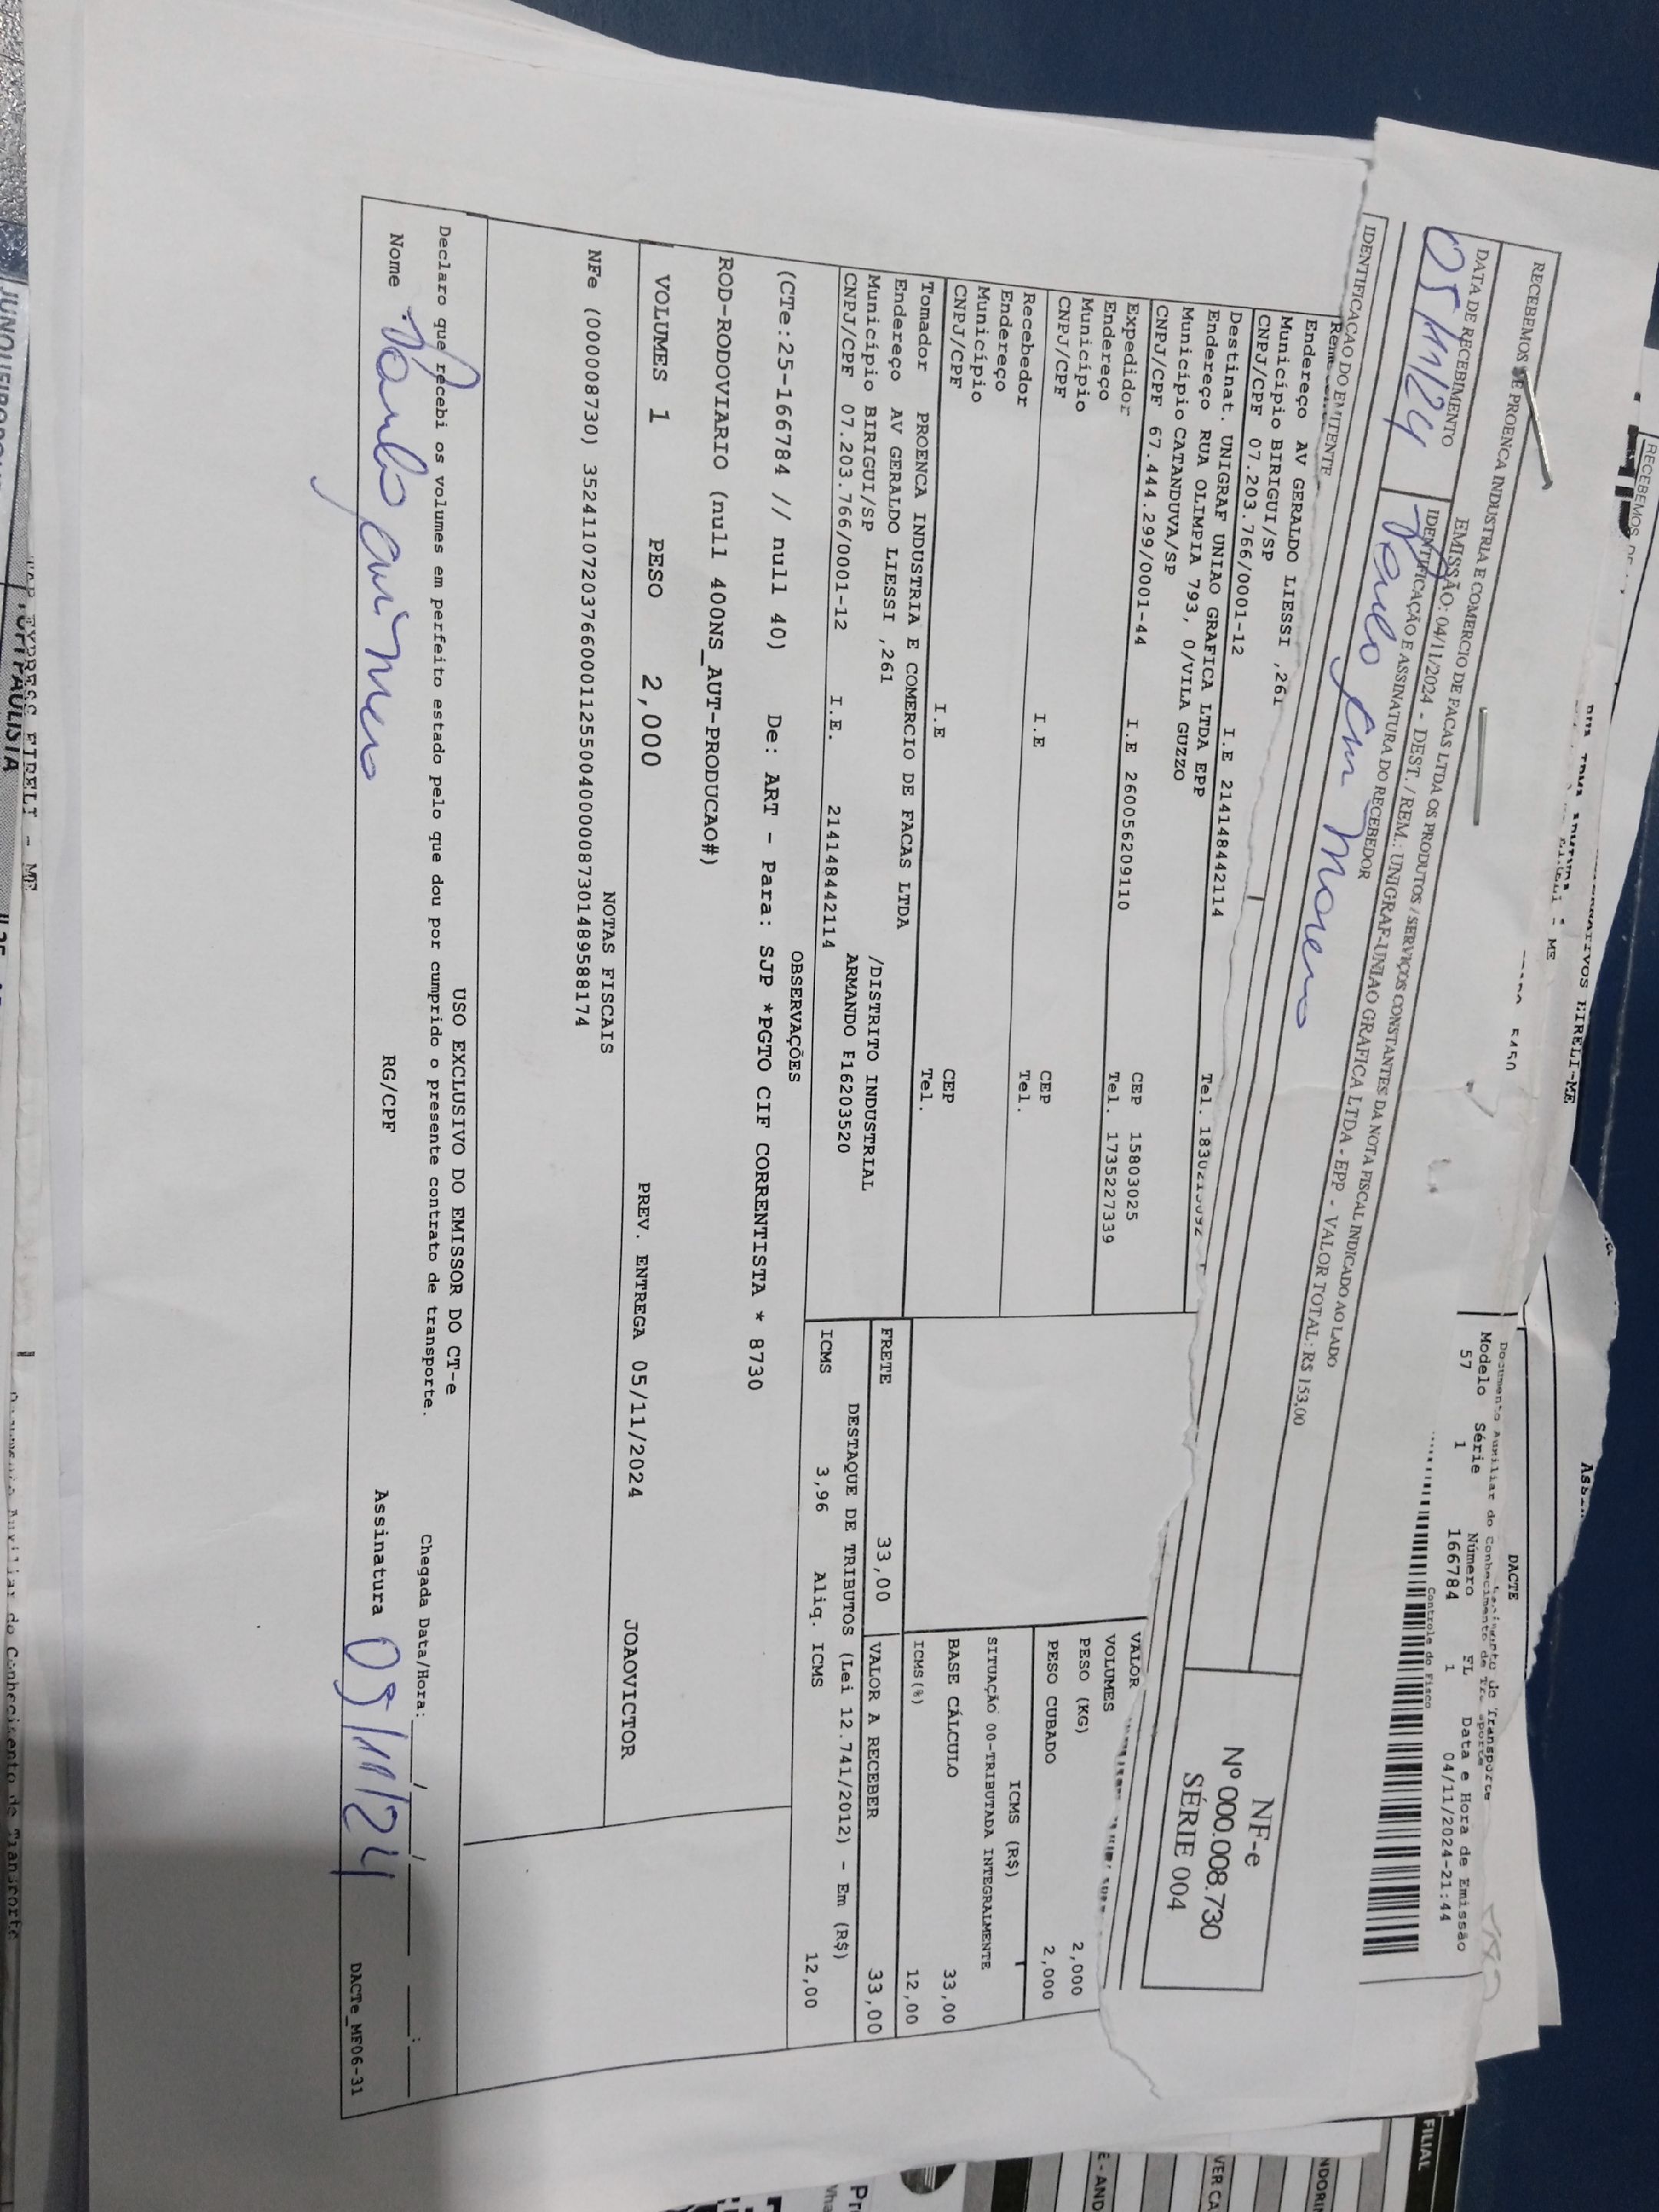 RECEBEMOS DE PROENCA INDUSTRIA E COMERCIO DE FACAS LTDA OS PRODUTOS / SERVIÇOS CONSTANTES DA NOTA FISCAL INDICADO AO LADO
EMISSÃO: 04/11/2024 - DEST. / REM.: UNIGRAF-UNIAO GRAFICA LTDA - EPP - VALOR TOTAL: R$ 153,00
DATA DE RECEBIMENTO
IDENTIFICAÇÃO E ASSINATURA DO RECEBEDOR
05/11/24
Moreno
NF-e
Nº 000.008.730
SÉRIE 004
IDENTIFICACAO DO EMITENTE
DACTE
Modelo Série Número FL Data e Hora de Emissão
57 1 166784 1 04/11/2024-21:44
Controle do Fisco
Endereço AV GERALDO LIESSI ,261
Município BIRIGUI/SP
CNPJ/CPF 07.203.766/0001-12 I.E 214148442114
Destinat. UNIGRAF UNIAO GRAFICA LTDA EPP
Endereço RUA OLIMPIA 793, 0/VILA GUZZO
Município CATANDUVA/SP CEP 15803025
CNPJ/CPF 67.444.299/0001-44 I.E 260056209110 Tel. 1735227339
Expedidor
Endereço
Município CEP
CNPJ/CPF I.E Tel.
Recebedor
Endereço
Município CEP
CNPJ/CPF I.E Tel.
Tomador PROENCA INDUSTRIA E COMERCIO DE FACAS LTDA
Endereço AV GERALDO LIESSI ,261 /DISTRITO INDUSTRIAL
Município BIRIGUI/SP ARMANDO F16203520
CNPJ/CPF 07.203.766/0001-12 I.E. 214148442114
VALOR
VOLUMES
PESO (KG) 2,000
PESO CUBADO 2,000
ICMS (R$)
SITUAÇÃO 00-TRIBUTADA INTEGRALMENTE
BASE CÁLCULO 33,00
ICMS(%) 12,00
FRETE 33,00 VALOR A RECEBER 33,00
DESTAQUE DE TRIBUTOS (Lei 12.741/2012) - Em (R$)
ICMS 3,96 Aliq. ICMS 12,00
OBSERVAÇÕES
(CTe:25-166784 // null 40) De: ART - Para: SJP *PGTO CIF CORRENTISTA * 8730
ROD-RODOVIARIO (null 400NS_AUT-PRODUCAO#)
VOLUMES 1 PESO 2,000 PREV. ENTREGA 05/11/2024 JOAOVICTOR
NOTAS FISCAIS
NFe (000008730) 35241107203766000112550040000087301489588174
USO EXCLUSIVO DO EMISSOR DO CT-e
Declaro que recebi os volumes em perfeito estado pelo que dou por cumprido o presente contrato de transporte.
Chegada Data/Hora: / / :
Nome RG/CPF Assinatura 05/11/24
DACTe_MF06-31
FILIAL